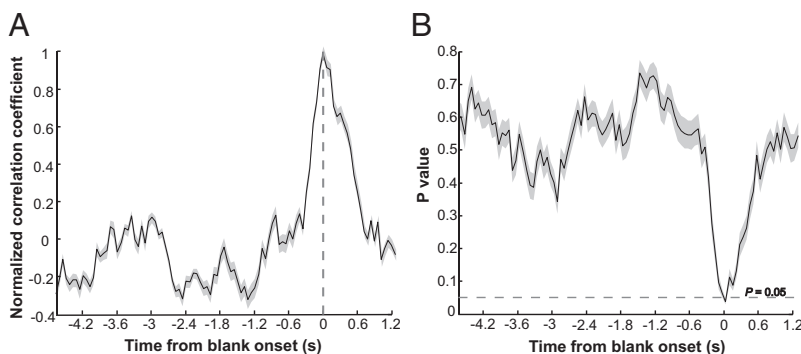 A
Normalized correlation coefficient
1
0.8
0.6
0.4
0.2
0
-0.2
-0.4
-4.2 -3.6 -3 -2.4 -1.8 -1.2 -0.6 0 0.6 1.2
Time from blank onset (s)
B
P value
0.8
0.7
0.6
0.5
0.4
0.3
0.2
0.1
0
P = 0.05
-4.2 -3.6 -3 -2.4 -1.8 -1.2 -0.6 0 0.6 1.2
Time from blank onset (s)